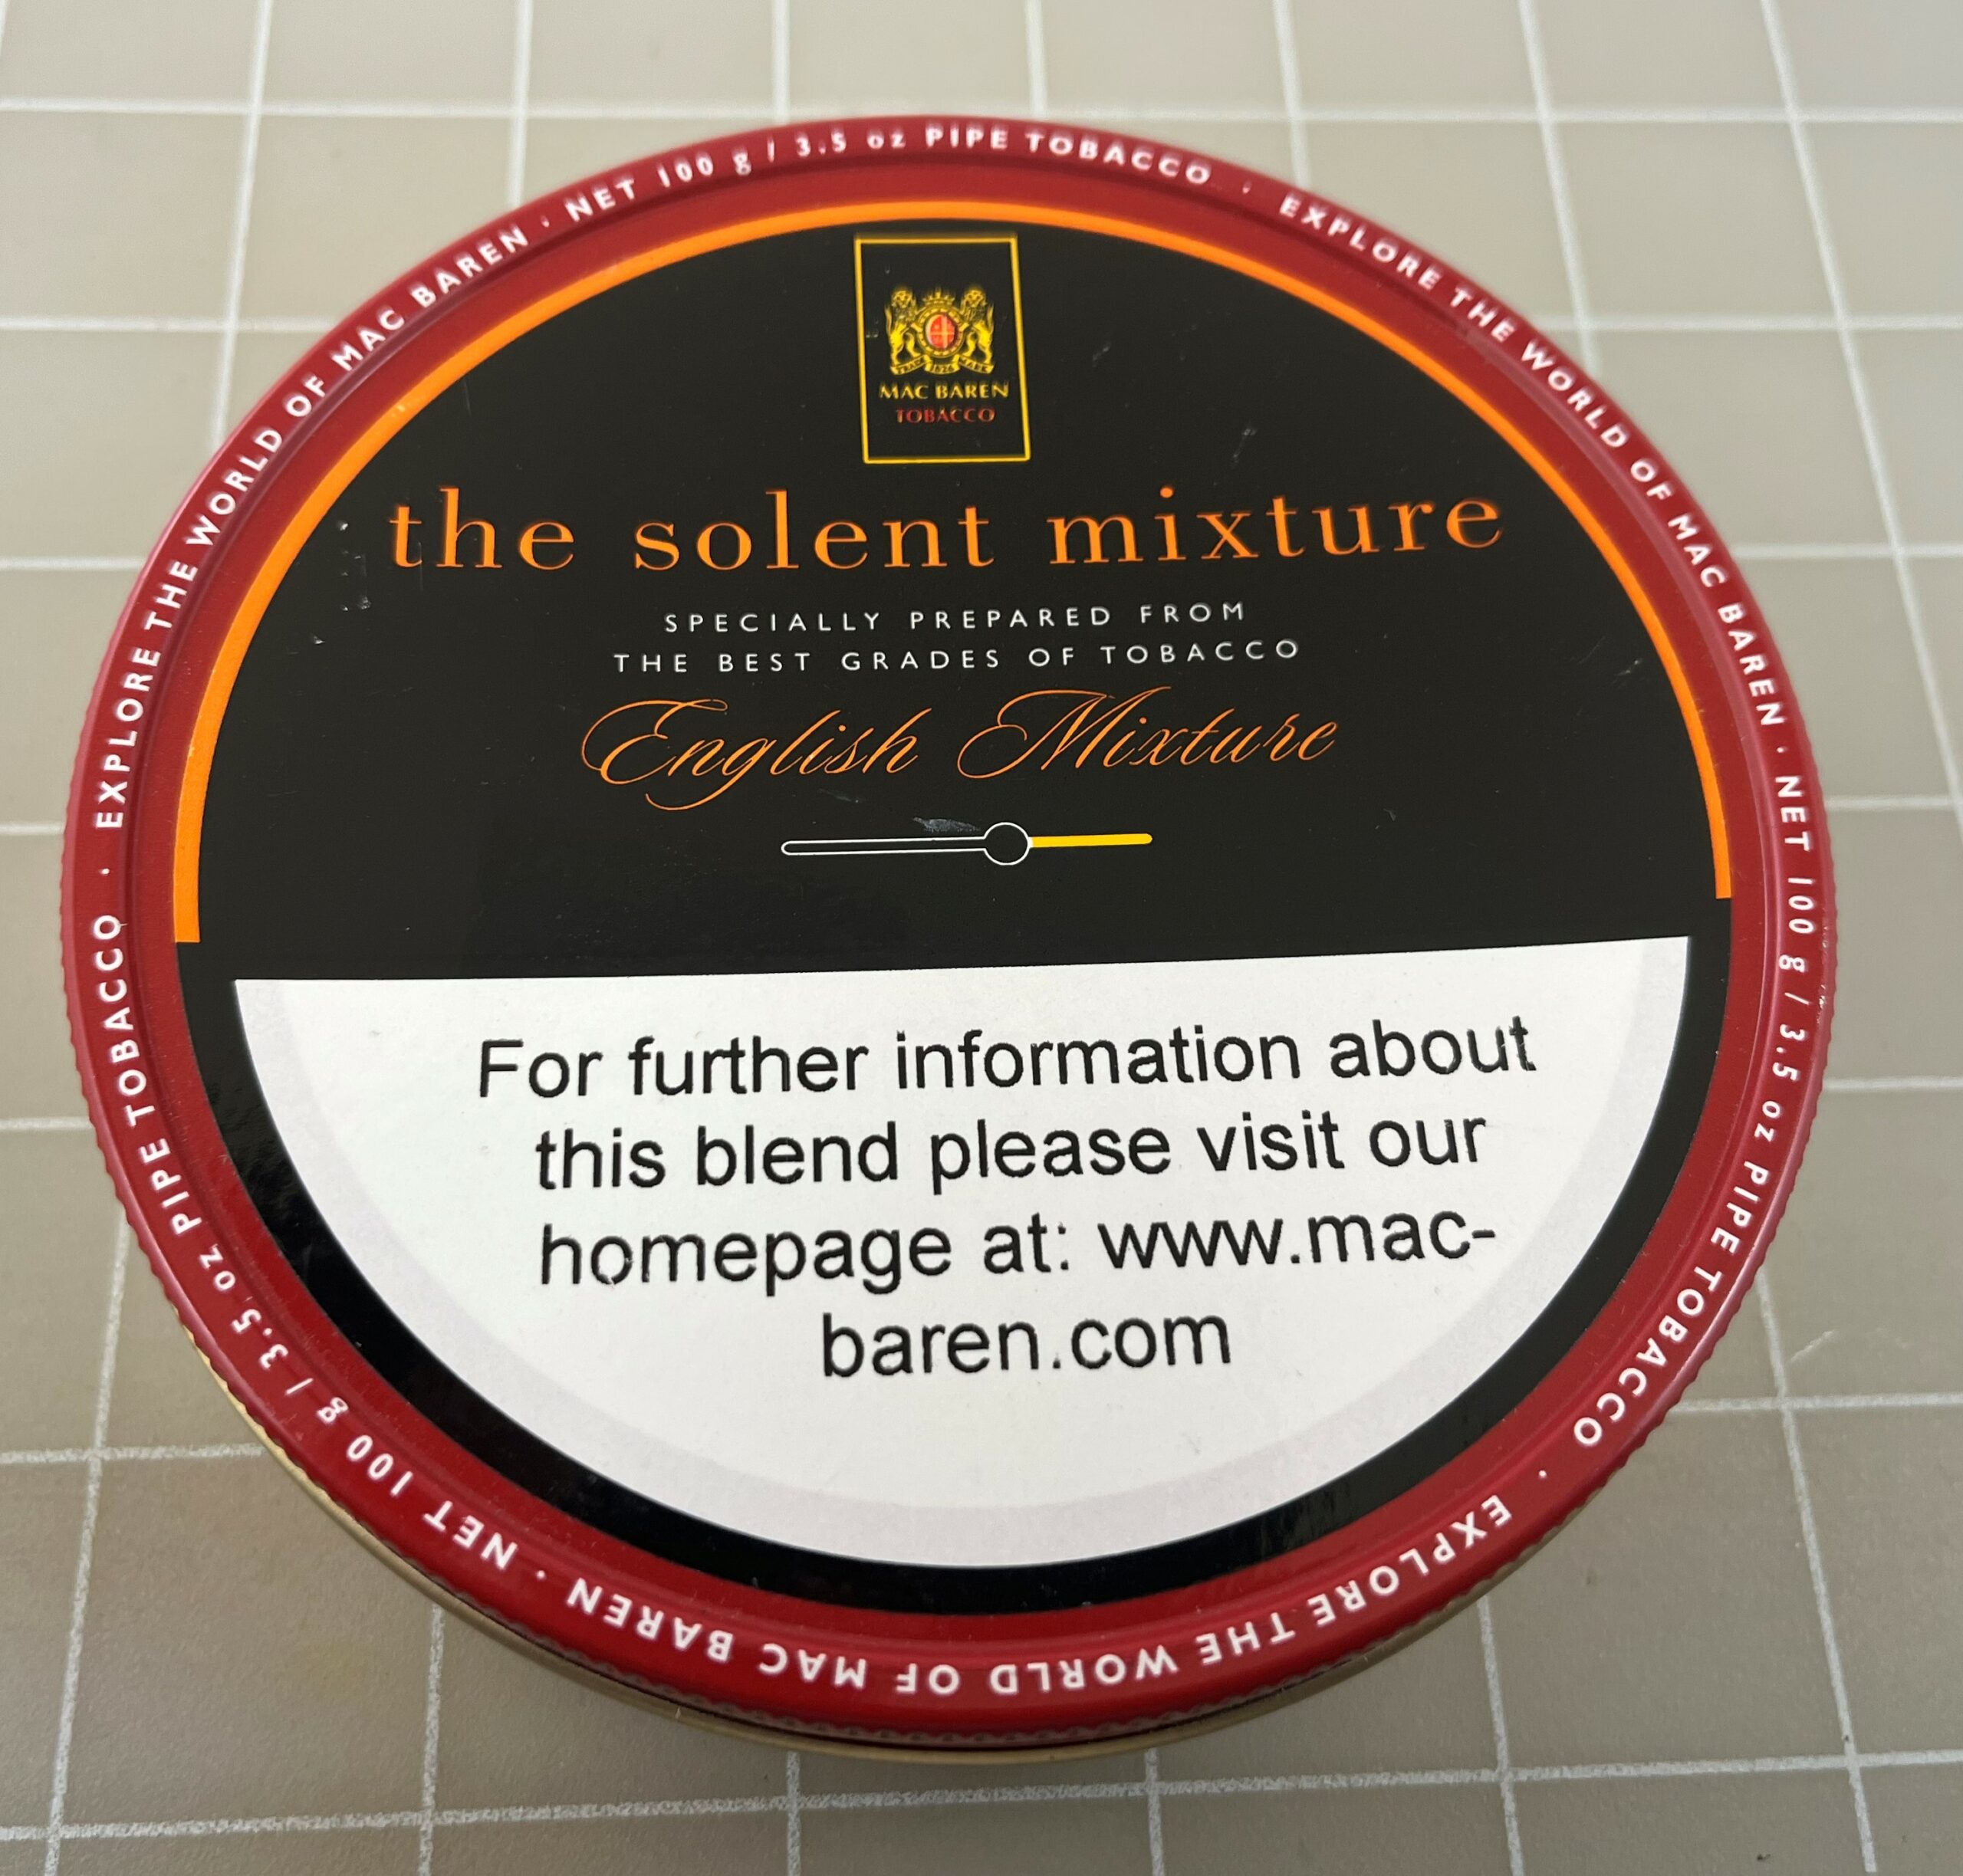 NET 100 g / 3.5 oz PIPE TOBACCO · EXPLORE THE WORLD OF MAC BAREN · NET 100 g / 3.5 oz PIPE TOBACCO · EXPLORE THE WORLD OF MAC BAREN · NET 100 g / 3.5 oz PIPE TOBACCO · EXPLORE THE WORLD OF MAC BAREN ·
TRADE 1826 MARK
MAC BAREN
TOBACCO
the solent mixture
SPECIALLY PREPARED FROM
THE BEST GRADES OF TOBACCO
English Mixture
For further information about
this blend please visit our
homepage at: www.mac-
baren.com